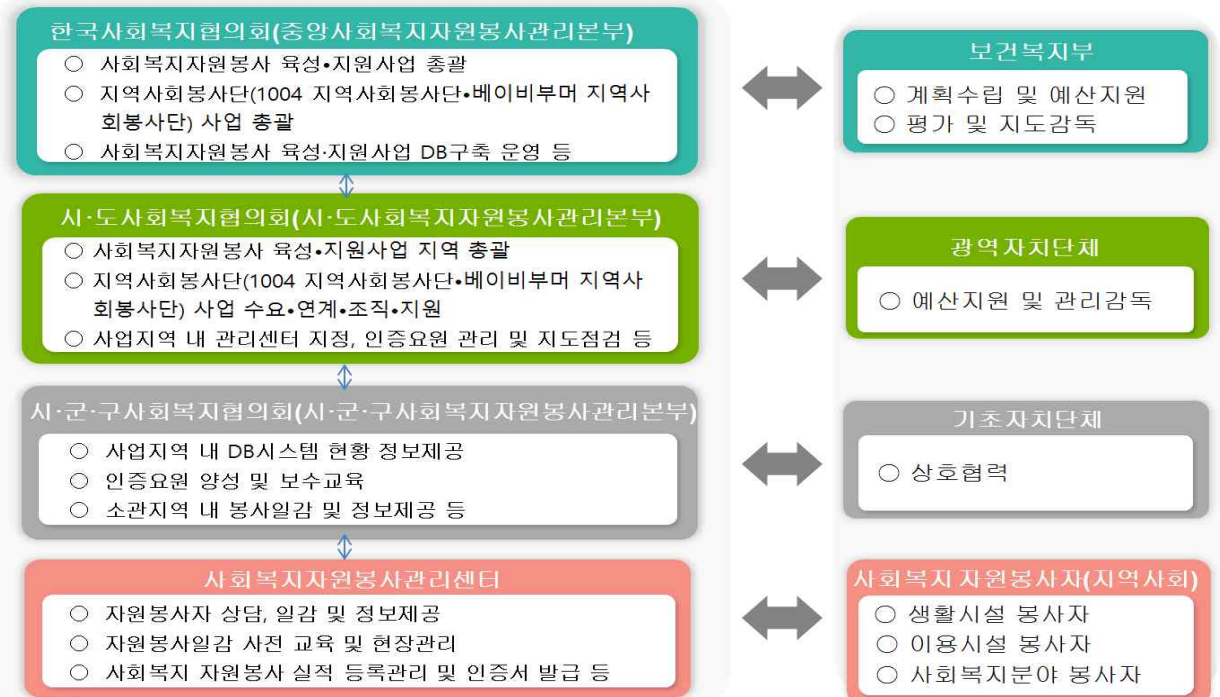 한국사회복지협의회(중앙사회복지자원봉사관리본부)
○ 사회복지자원봉사 육성•지원사업 총괄
○ 지역사회봉사단(1004 지역사회봉사단•베이비부머 지역사
회봉사단) 사업 총괄
○ 사회복지자원봉사 육성·지원사업 DB구축 운영 등
보건복지부
○ 계획수립 및 예산지원
○ 평가 및 지도감독
시·도사회복지협의회(시·도사회복지자원봉사관리본부)
○ 사회복지자원봉사 육성•지원사업 지역 총괄
○ 지역사회봉사단(1004 지역사회봉사단•베이비부머 지역사
회봉사단) 사업 수요•연계•조직•지원
○ 사업지역 내 관리센터 지정, 인증요원 관리 및 지도점검 등
광역자치단체
○ 예산지원 및 관리감독
시·군·구사회복지협의회(시·군·구사회복지자원봉사관리본부)
○ 사업지역 내 DB시스템 현황 정보제공
○ 인증요원 양성 및 보수교육
○ 소관지역 내 봉사일감 및 정보제공 등
기초자치단체
○ 상호협력
사회복지자원봉사관리센터
○ 자원봉사자 상담, 일감 및 정보제공
○ 자원봉사일감 사전 교육 및 현장관리
○ 사회복지 자원봉사 실적 등록관리 및 인증서 발급 등
사회복지 자원봉사자(지역사회)
○ 생활시설 봉사자
○ 이용시설 봉사자
○ 사회복지분야 봉사자